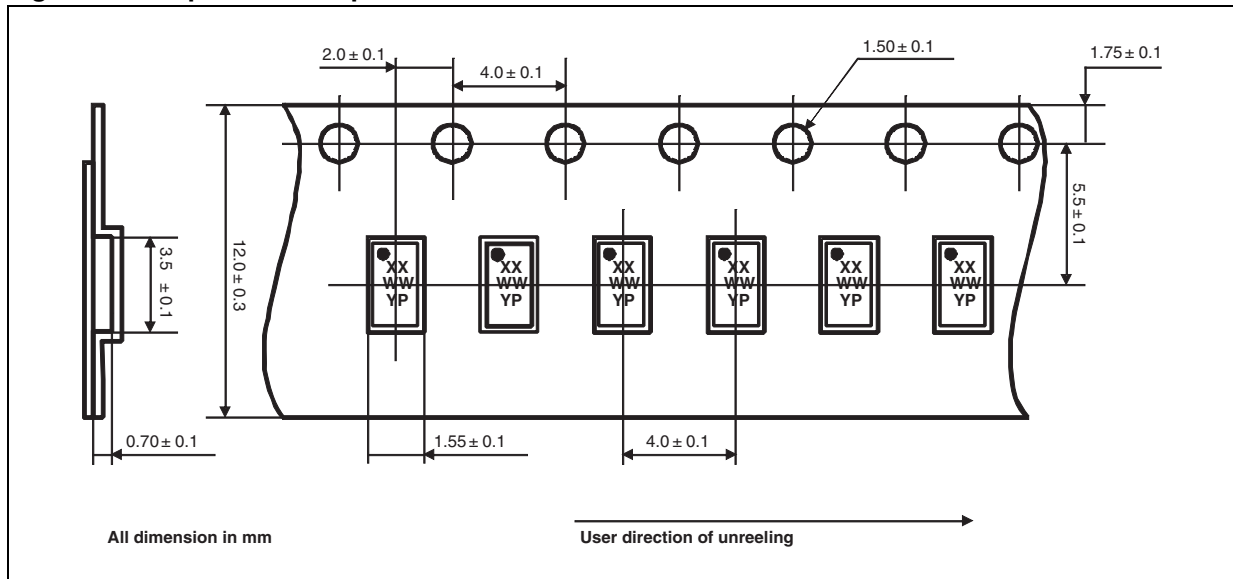 2.0 ± 0.1
4.0 ± 0.1
1.50 ± 0.1
1.75 ± 0.1
3.5 ± 0.1
12.0 ± 0.3
5.5 ± 0.1
XX
WW
YP
XX
WW
YP
XX
WW
YP
XX
WW
YP
XX
WW
YP
XX
WW
YP
0.70 ± 0.1
1.55 ± 0.1
4.0 ± 0.1
All dimension in mm
User direction of unreeling